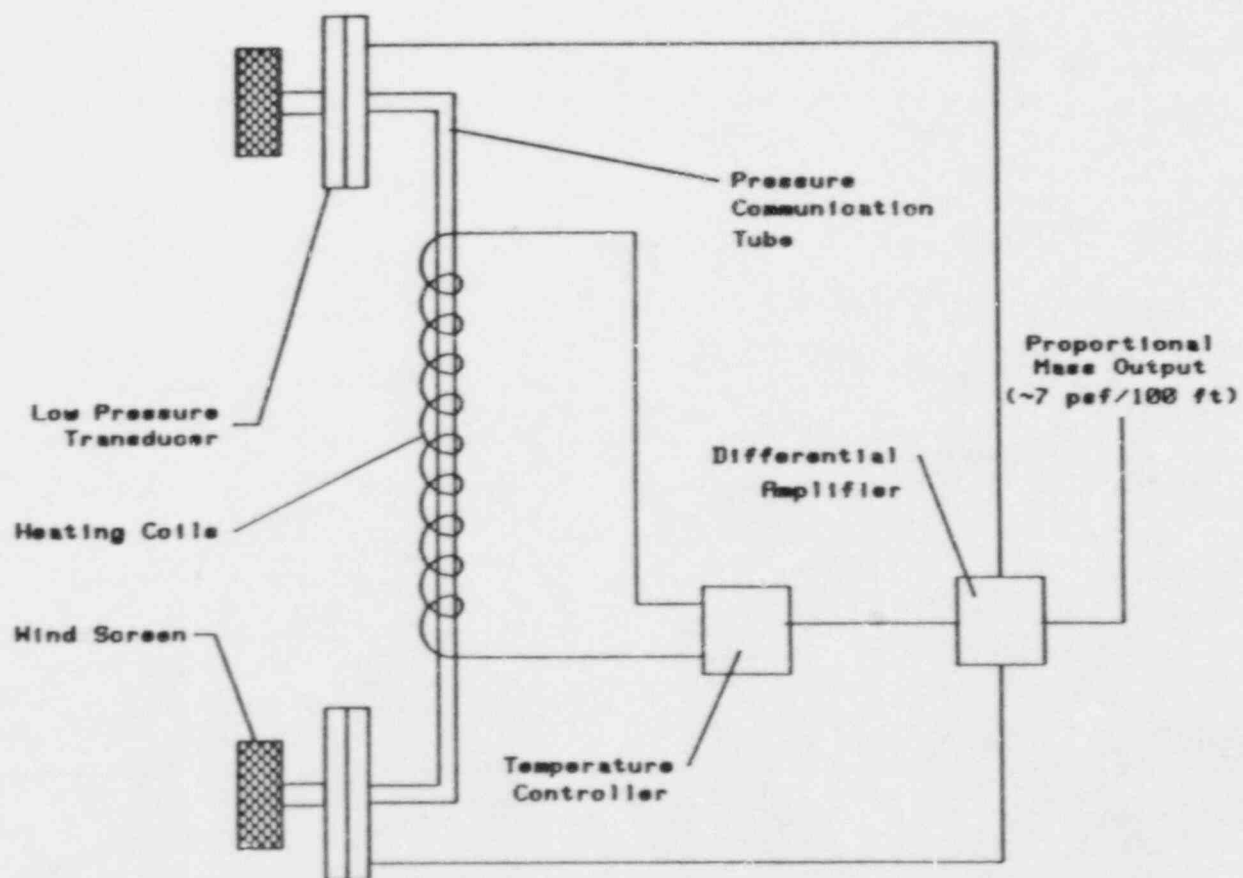 Pressure
Communication
Tube
Proportional
Mass Output
(~7 psf/100 ft)
Low Pressure
Transducer
Differential
Amplifier
Heating Coils
Wind Screen
Temperature
Controller